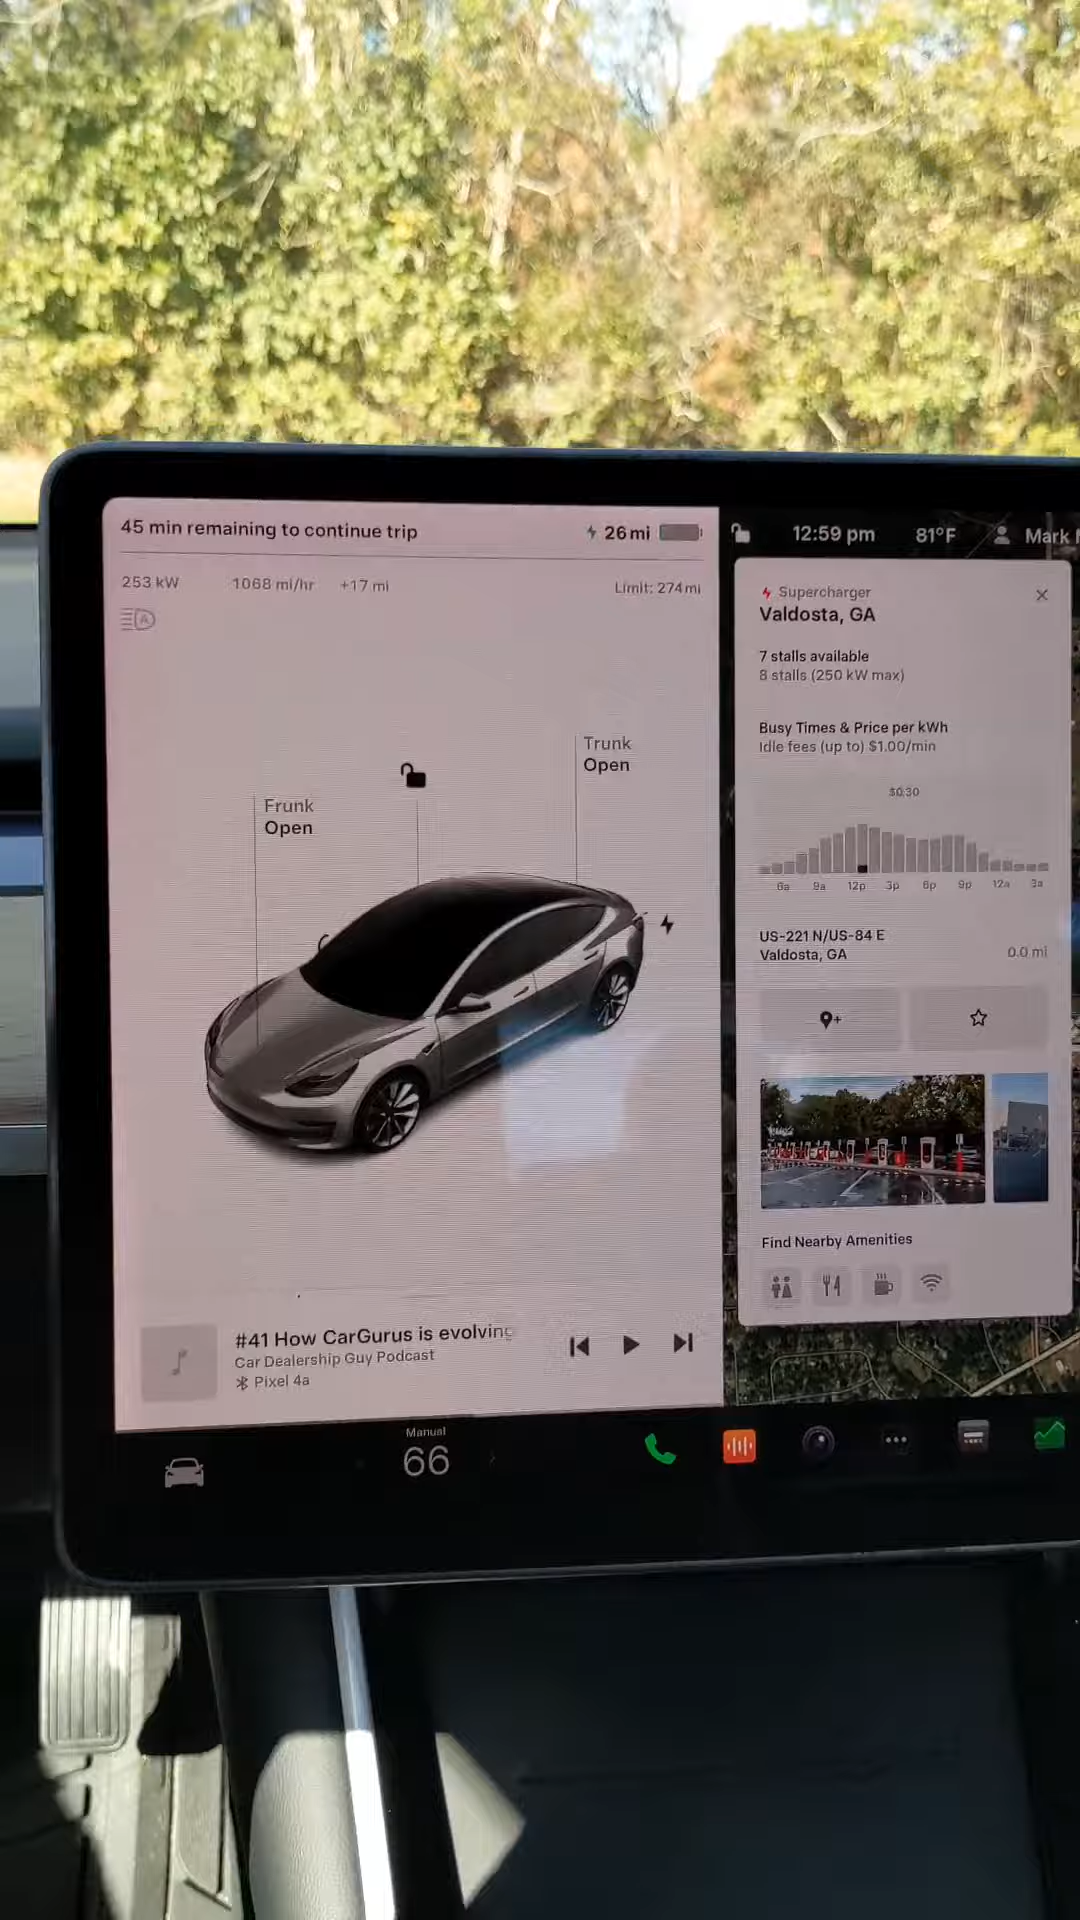 45 min remaining to continue trip
26 mi
253 kW 1068 mi/hr +17 mi
Limit: 274 mi
A
Trunk
Open
Frunk
Open
#41 How CarGurus is evolving
Car Dealership Guy Podcast
Pixel 4a
12:59 pm 81°F Mark
Supercharger
Valdosta, GA
7 stalls available
8 stalls (250 kW max)
Busy Times & Price per kWh
Idle fees (up to) $1.00/min
$0.30
6a 9a 12p 3p 6p 9p 12a 3a
US-221 N/US-84 E
Valdosta, GA
0.0 mi
Find Nearby Amenities
Manual
66